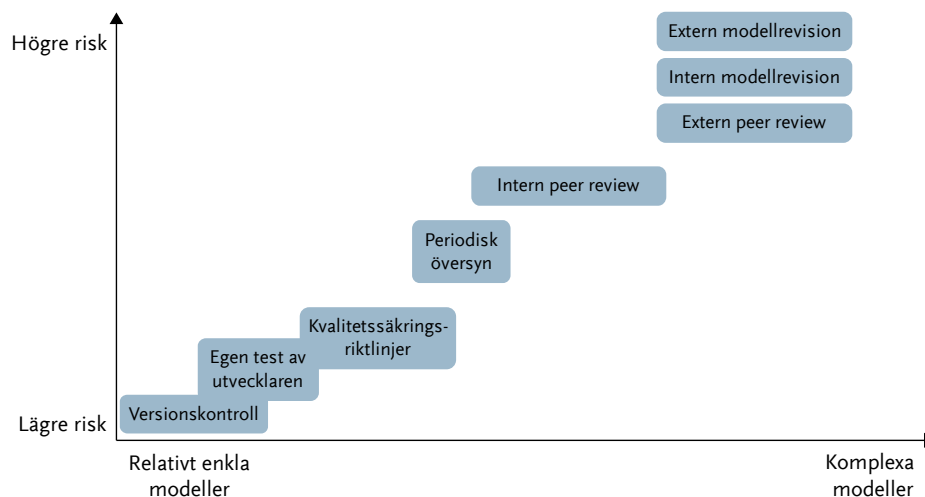 Högre risk
Extern modellrevision
Intern modellrevision
Extern peer review
Intern peer review
Periodisk
översyn
Kvalitetssäkrings-
riktlinjer
Egen test av
utvecklaren
Versionskontroll
Lägre risk
Relativt enkla
modeller
Komplexa
modeller